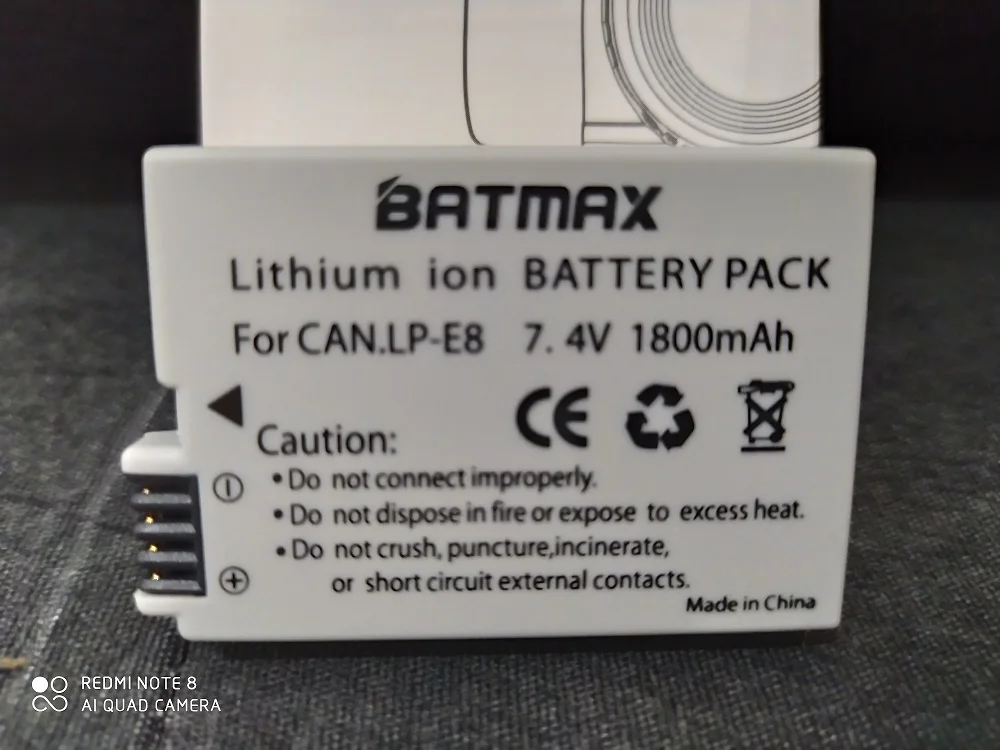 BATMAX
Lithium ion BATTERY PACK
For CAN.LP-E8 7.4V 1800mAh
CE
Caution:
• Do not connect improperly.
• Do not dispose in fire or expose to excess heat.
• Do not crush, puncture,incinerate,
or short circuit external contacts.
Made in China
REDMI NOTE 8
AI QUAD CAMERA